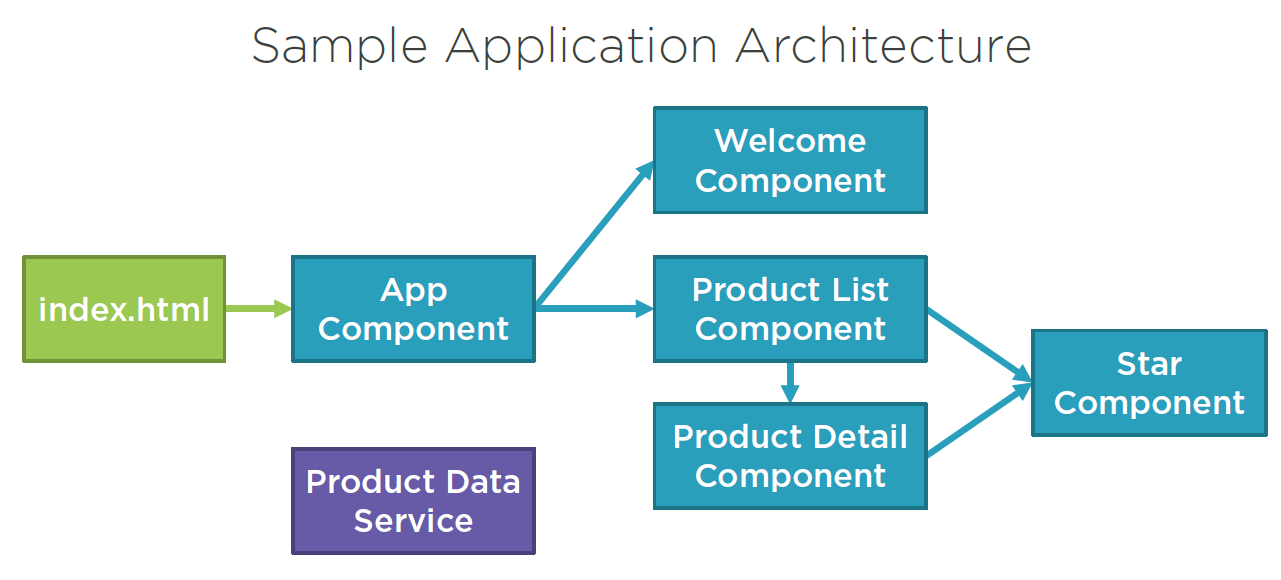 Sample Application Architecture
Welcome
Component
index.html
App
Component
Product List
Component
Star
Component
Product Detail
Component
Product Data
Service